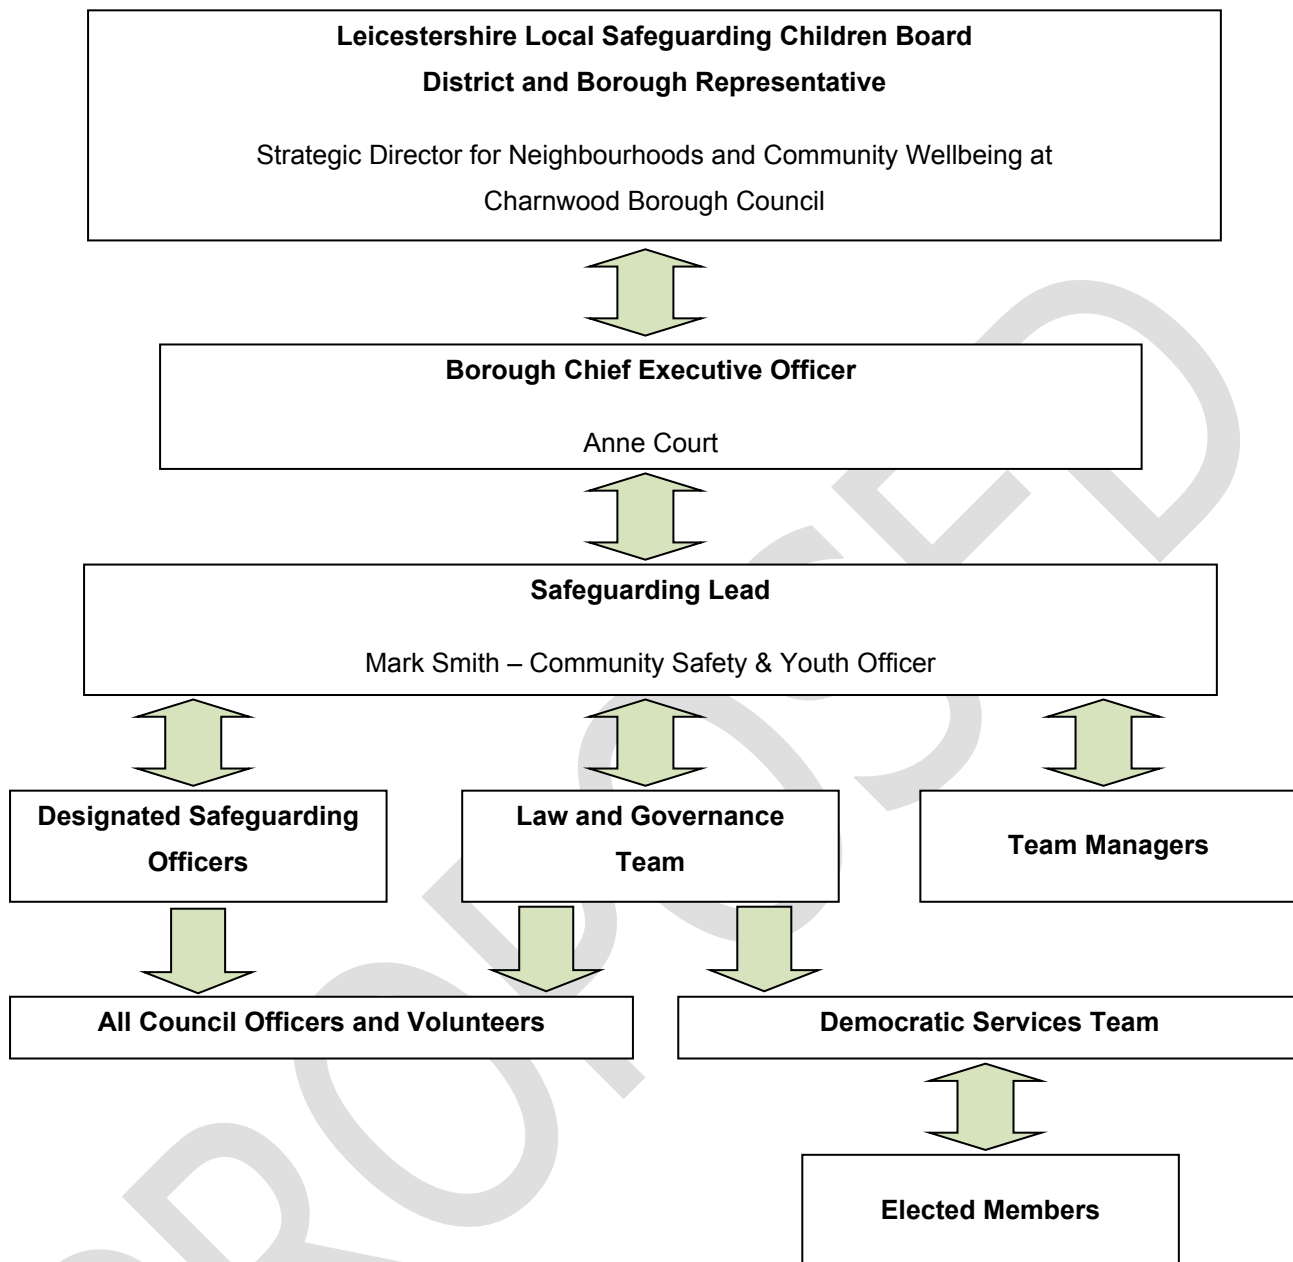 Leicestershire Local Safeguarding Children Board
District and Borough Representative
Strategic Director for Neighbourhoods and Community Wellbeing at
Charnwood Borough Council
Borough Chief Executive Officer
Anne Court
Safeguarding Lead
Mark Smith – Community Safety & Youth Officer
Designated Safeguarding
Officers
Law and Governance
Team
Team Managers
All Council Officers and Volunteers
Democratic Services Team
Elected Members
PROPOSED